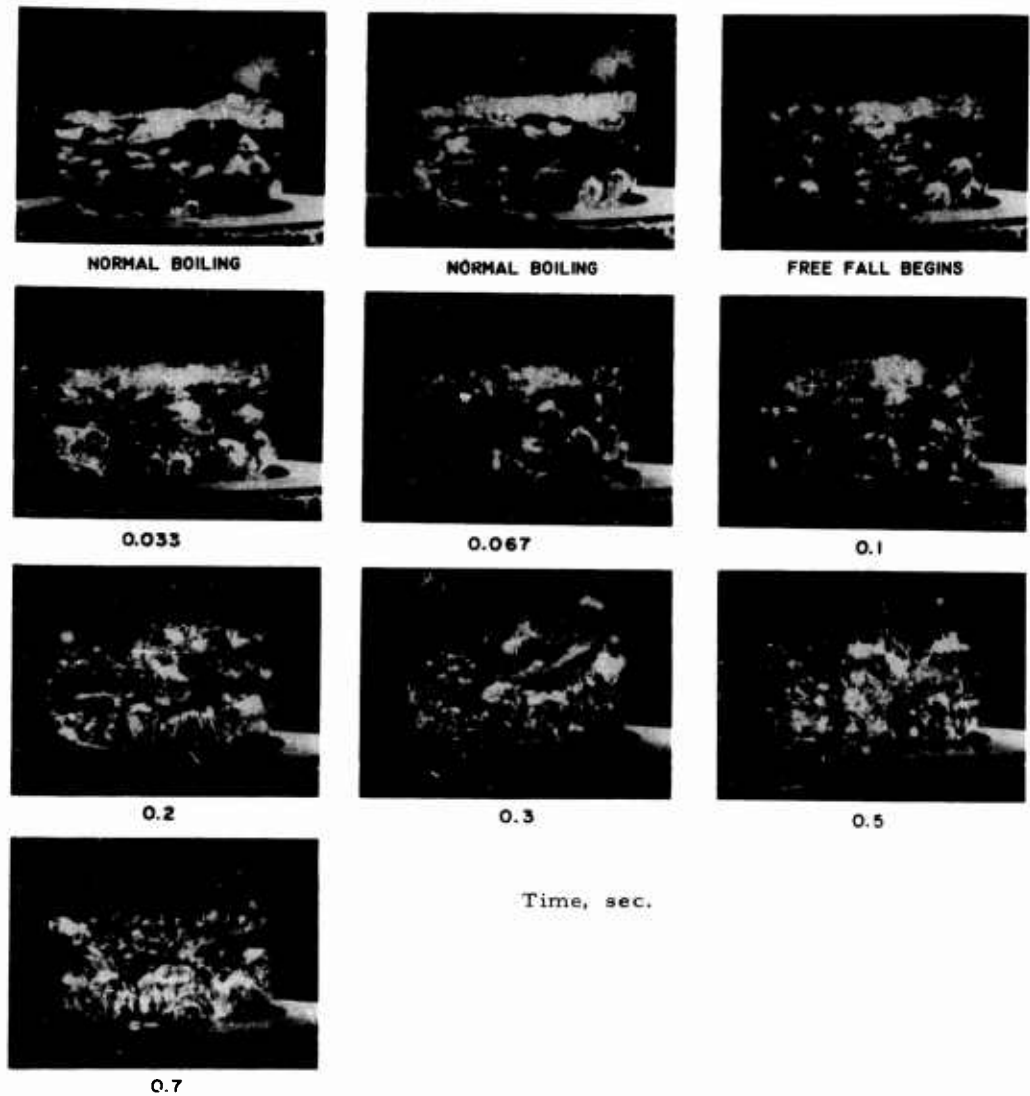 NORMAL BOILING
NORMAL BOILING
FREE FALL BEGINS
0.033
0.067
0.1
0.2
0.3
0.5
Time, sec.
0.7